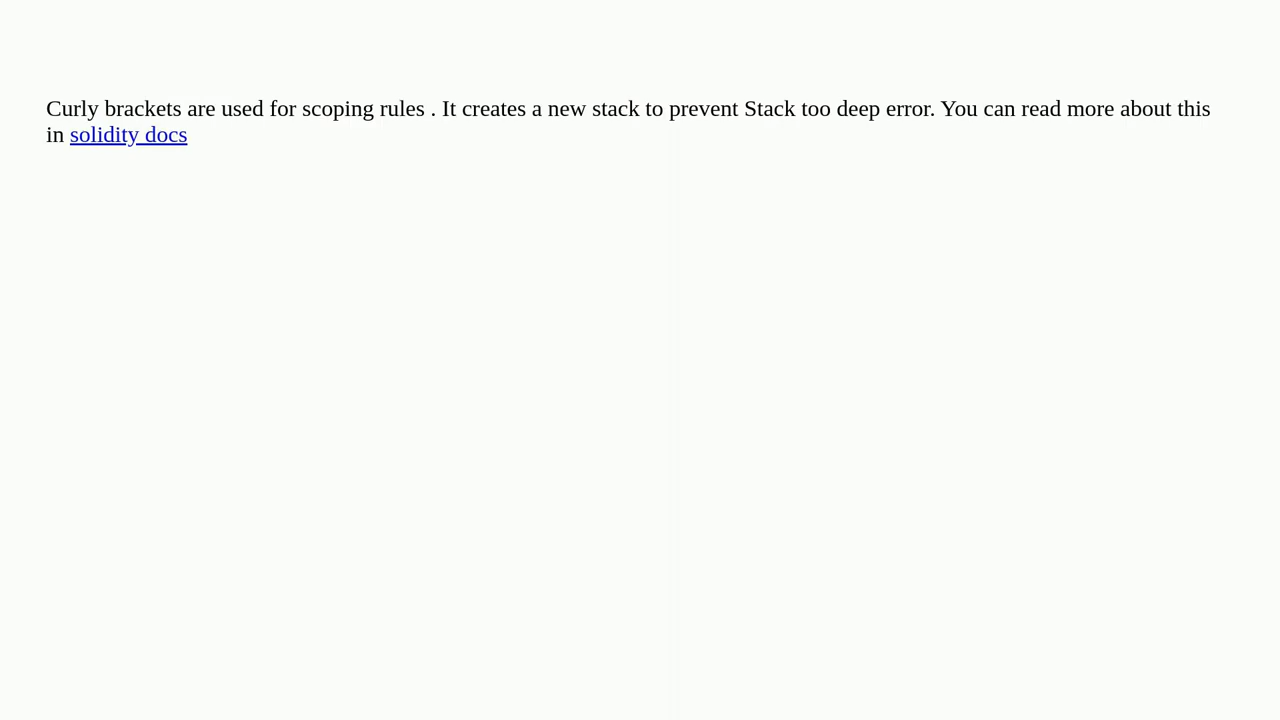 Curly brackets are used for scoping rules . It creates a new stack to prevent Stack too deep error. You can read more about this
in solidity docs